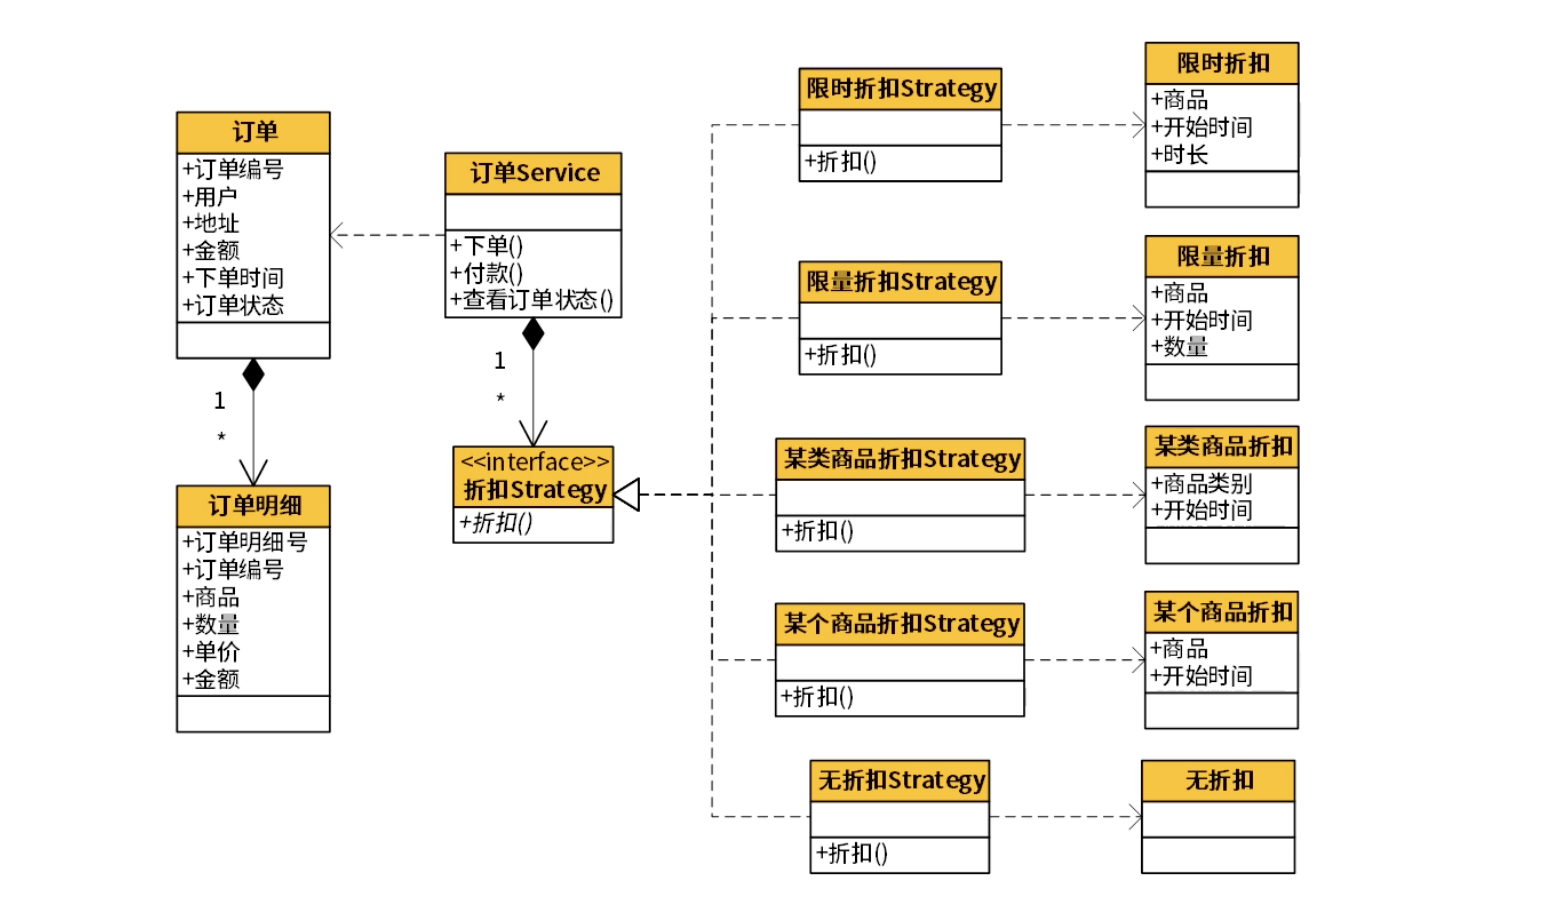 订单
+订单编号
+用户
+地址
+金额
+下单时间
+订单状态
1
*
订单明细
+订单明细号
+订单编号
+商品
+数量
+单价
+金额
订单Service
+下单()
+付款()
+查看订单状态()
1
*
<<interface>>
折扣Strategy
+折扣()
限时折扣Strategy
+折扣()
限时折扣
+商品
+开始时间
+时长
限量折扣Strategy
+折扣()
限量折扣
+商品
+开始时间
+数量
某类商品折扣Strategy
+折扣()
某类商品折扣
+商品类别
+开始时间
某个商品折扣Strategy
+折扣()
某个商品折扣
+商品
+开始时间
无折扣Strategy
+折扣()
无折扣